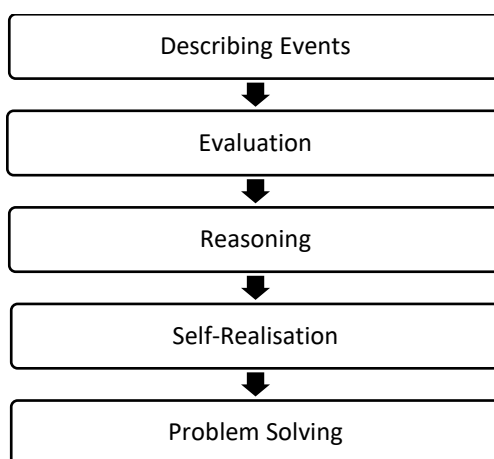 Describing Events
Evaluation
Reasoning
Self-Realisation
Problem Solving